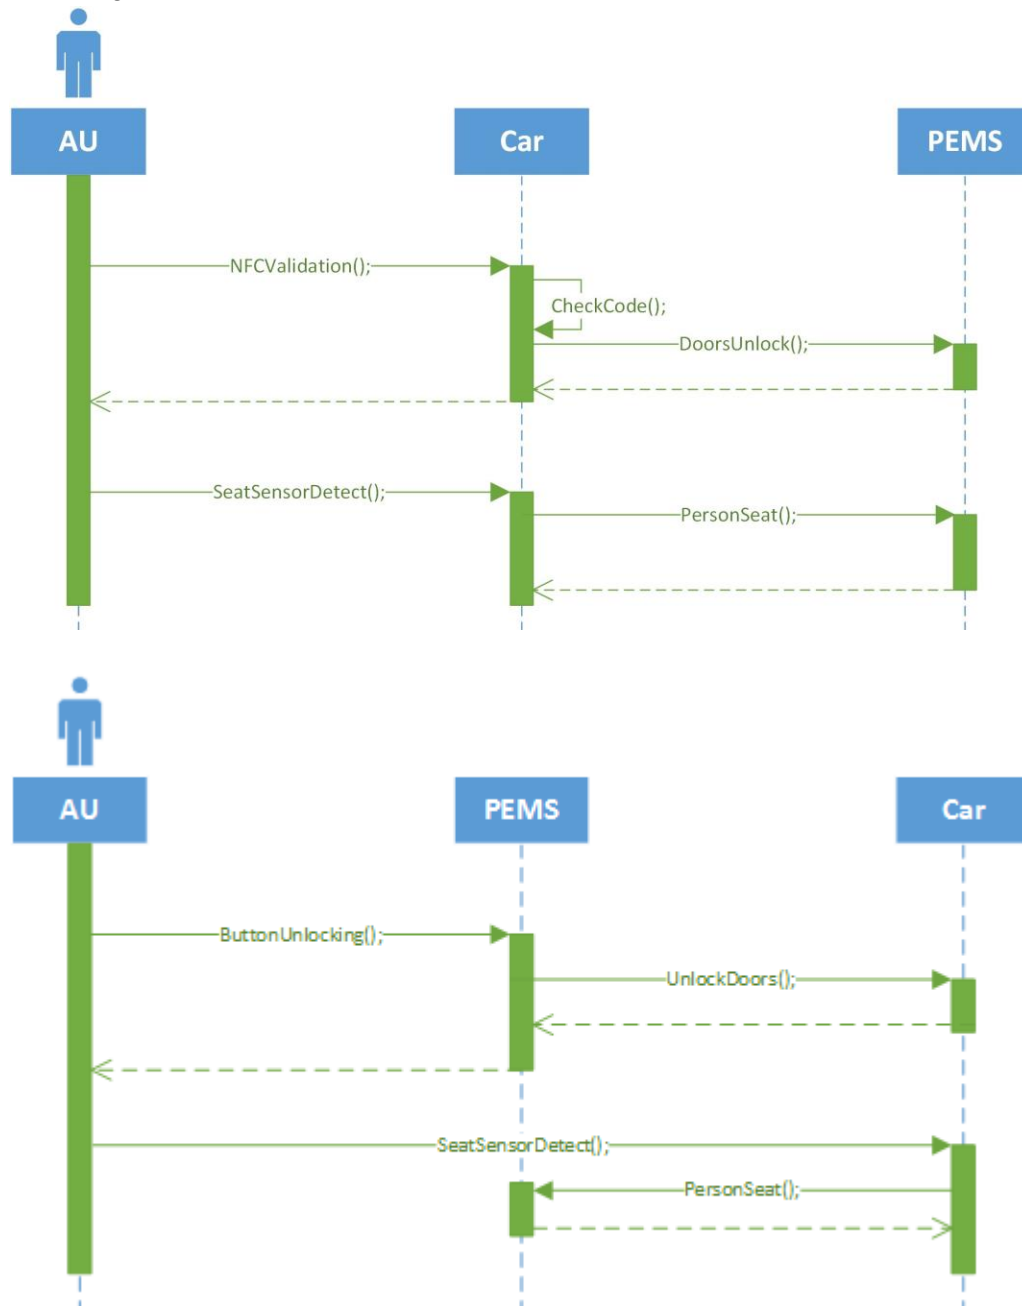 AU
Car
PEMS
NFCValidation();
CheckCode();
DoorsUnlock();
SeatSensorDetect();
PersonSeat();
AU
PEMS
Car
ButtonUnlocking();
UnlockDoors();
SeatSensorDetect();
PersonSeat();